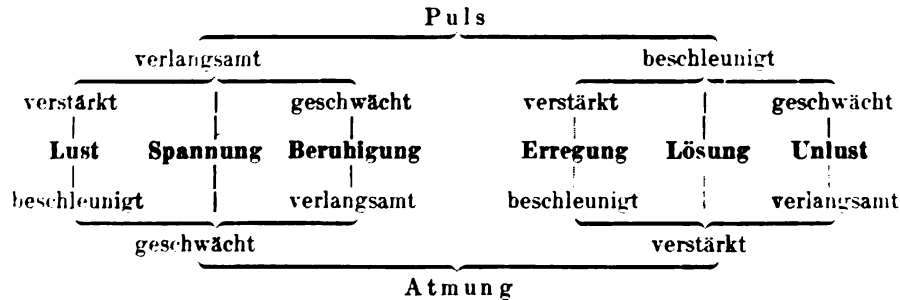 Puls
verlangsamt beschleunigt
verstärkt geschwächt verstärkt geschwächt
Lust Spannung Beruhigung Erregung Lösung Unlust
beschleunigt verlangsamt beschleunigt verlangsamt
geschwächt verstärkt
Atmung